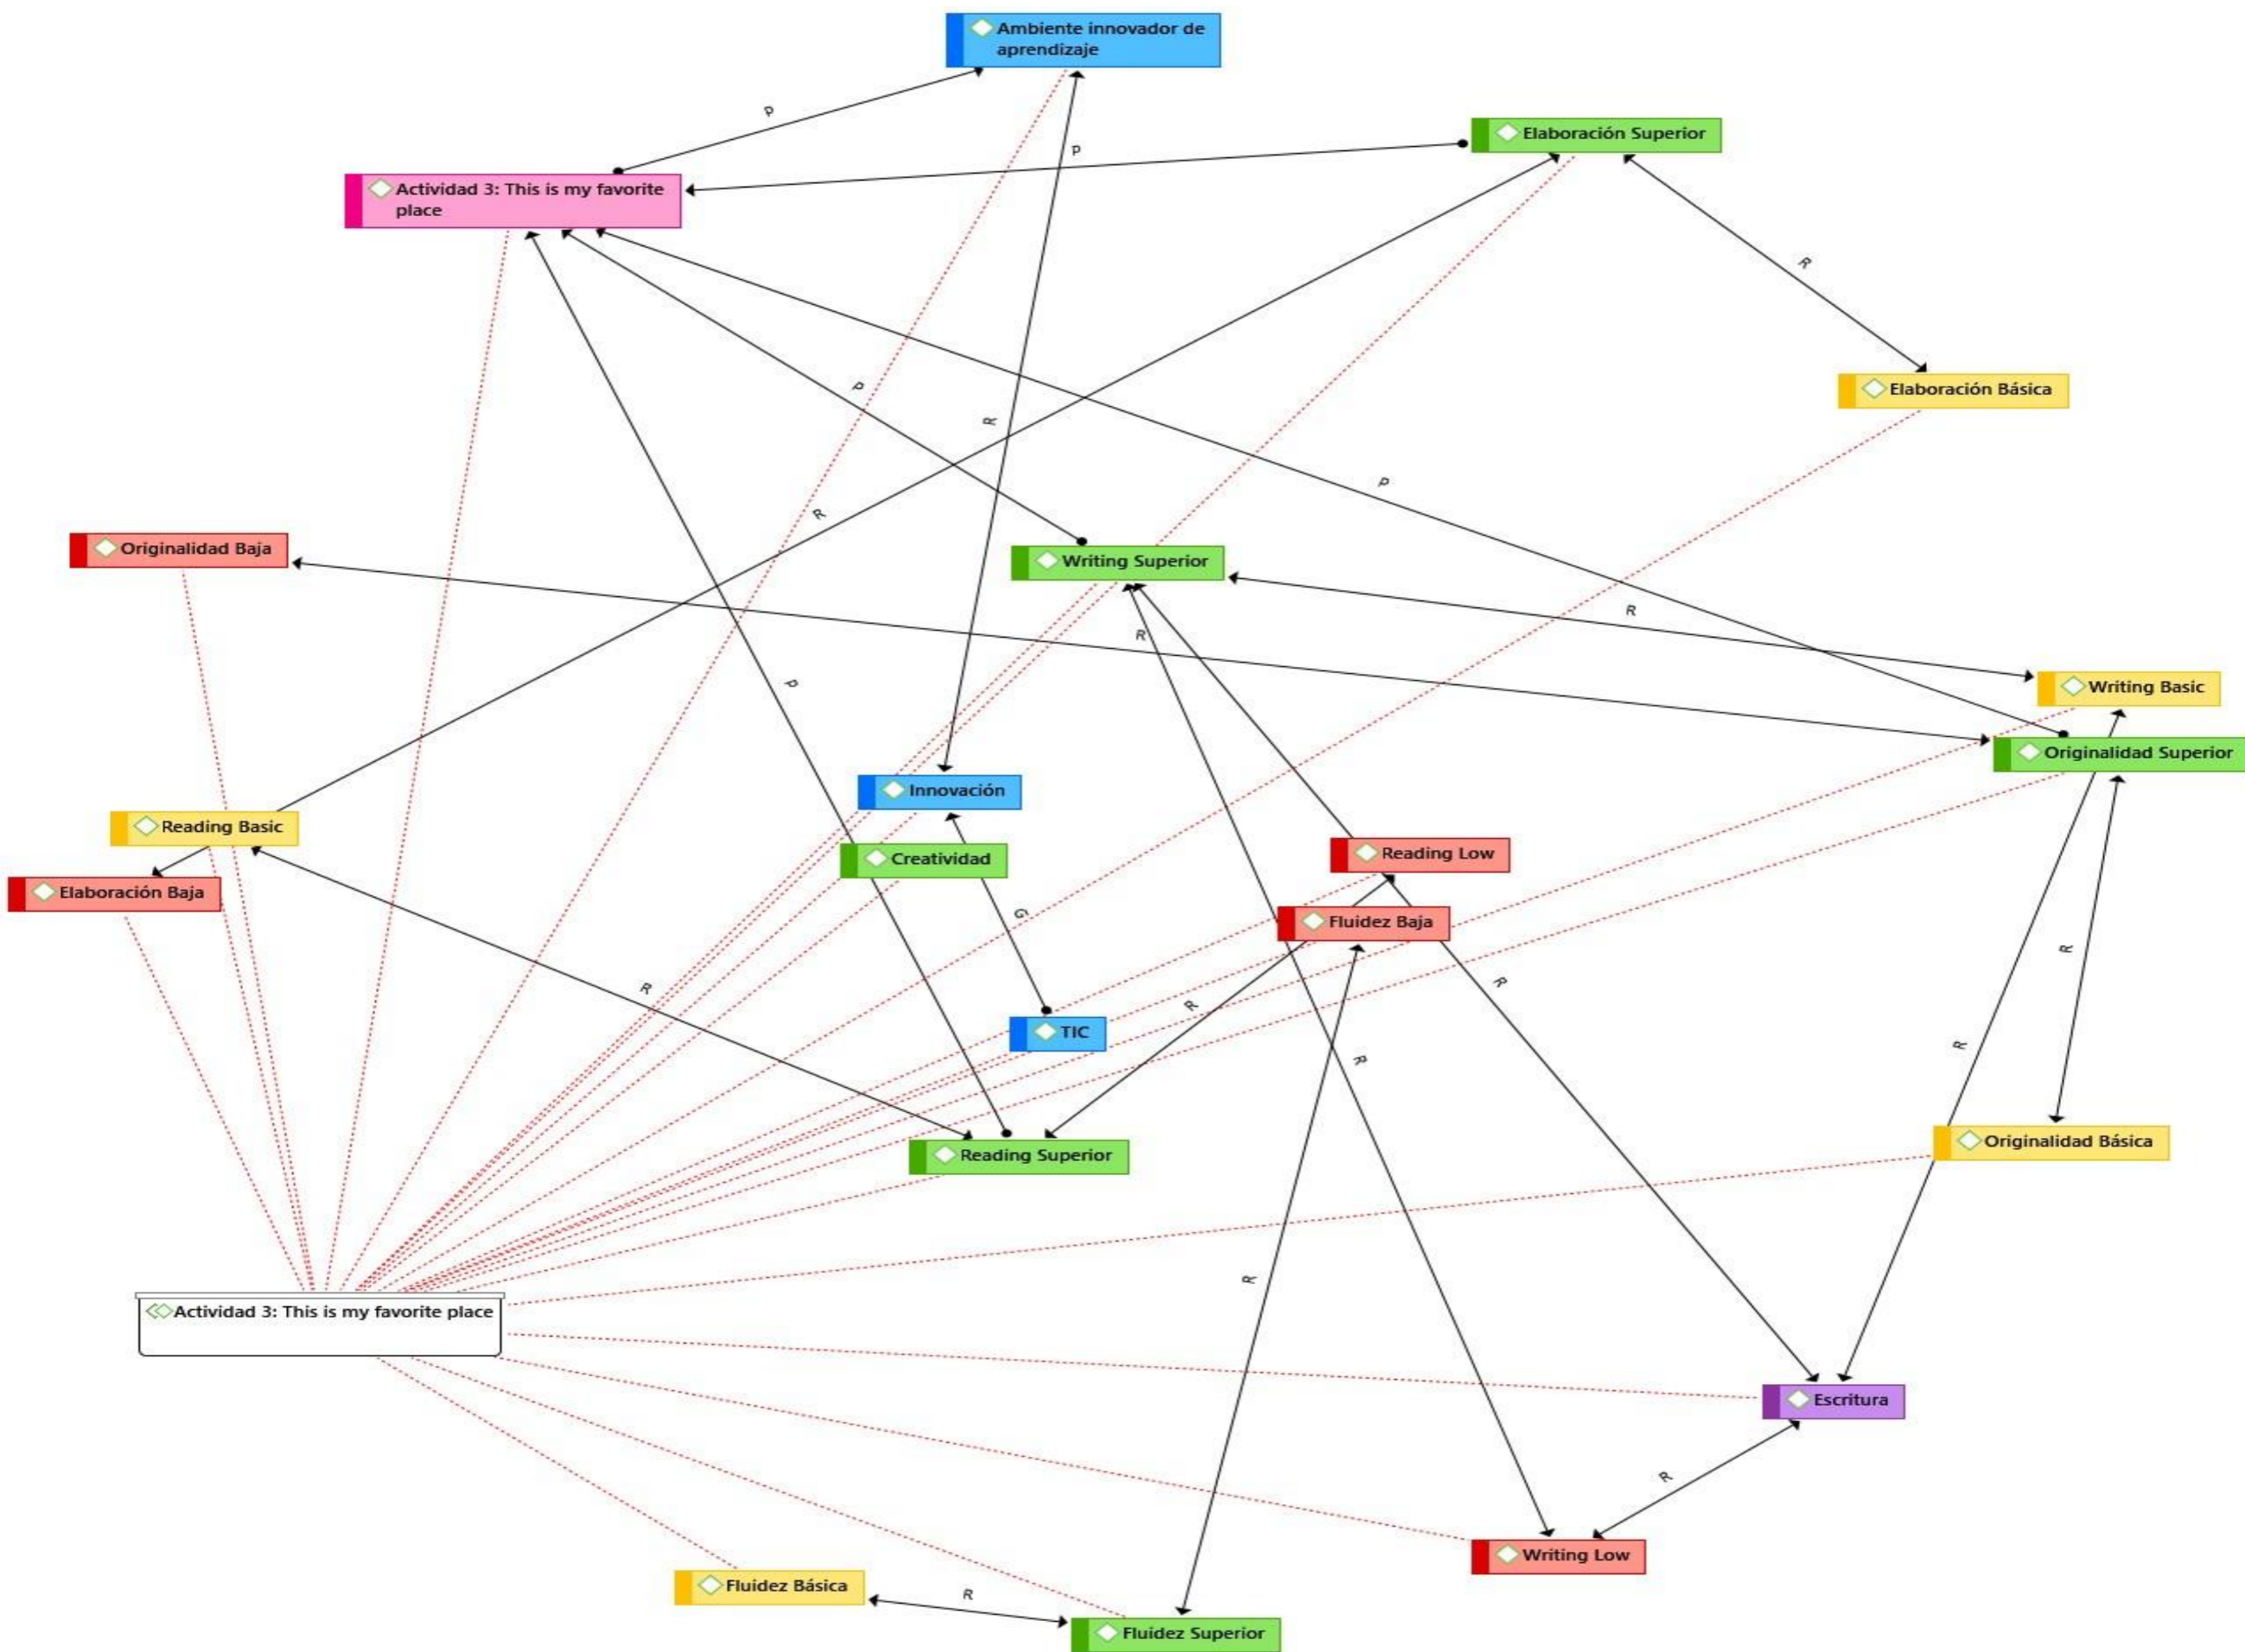 Ambiente innovador de
aprendizaje
P
Elaboración Superior
P
Actividad 3: This is my favorite
place
R
Elaboración Básica
P
R
P
R
Originalidad Baja
Writing Superior
R
R
P
Writing Basic
Originalidad Superior
Innovación
Reading Basic
Creatividad
Reading Low
Elaboración Baja
G
Fluidez Baja
R
R
R
R
TIC
R
R
R
Originalidad Básica
Reading Superior
R
Actividad 3: This is my favorite place
Escritura
R
Writing Low
Fluidez Básica
R
Fluidez Superior